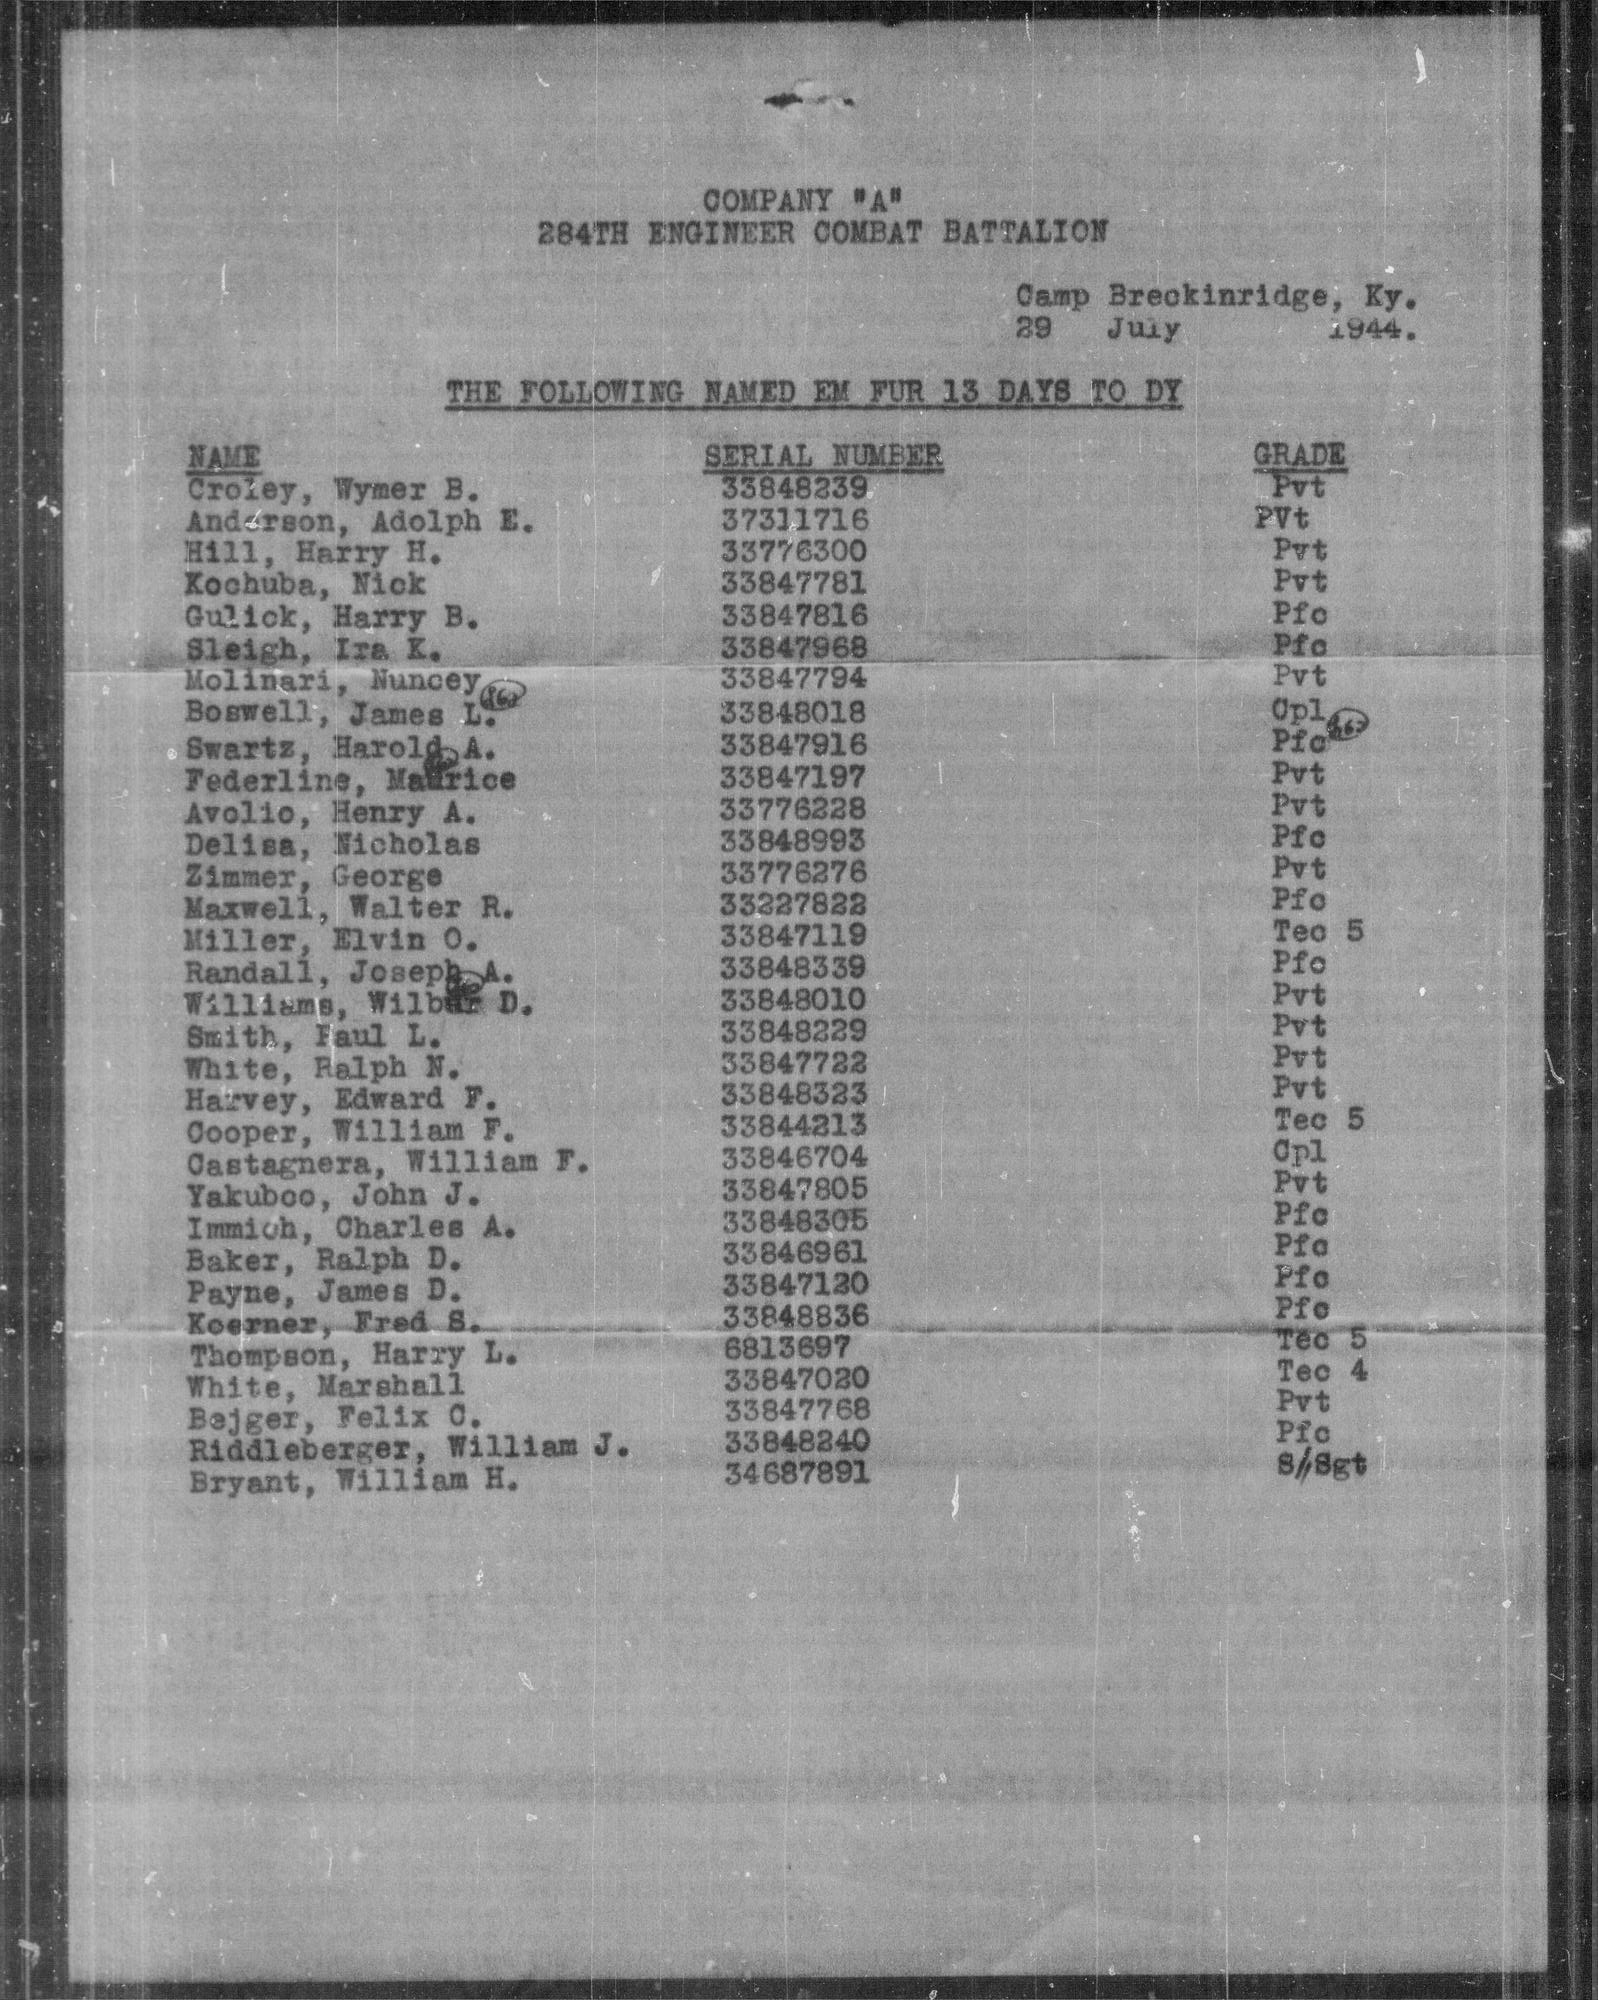 COMPANY "A"
284TH ENGINEER COMBAT BATTALION
Camp Breckinridge, Ky.
29 July 1944.
THE FOLLOWING NAMED EM FUR 13 DAYS TO DY
NAME SERIAL NUMBER GRADE
Croley, Wymer B. 33848239 Pvt
Anderson, Adolph E. 37311716 PVt
Hill, Harry H. 33776300 Pvt
Kochuba, Nick 33847781 Pvt
Gulick, Harry B. 33847816 Pfc
Sleigh, Ira K. 33847968 Pfc
Molinari, Nuncey 33847794 Pvt
Boswell, James L. 33848018 Cpl
Swartz, Harold A. 33847916 Pfc
Federline, Maurice 33847197 Pvt
Avolio, Henry A. 33776228 Pvt
Delisa, Nicholas 33848993 Pfc
Zimmer, George 33776276 Pvt
Maxwell, Walter R. 33227822 Pfc
Miller, Elvin O. 33847119 Tec 5
Randall, Joseph A. 33848339 Pfc
Williams, Wilbur D. 33848010 Pvt
Smith, Paul L. 33848229 Pvt
White, Ralph N. 33847722 Pvt
Harvey, Edward F. 33848323 Pvt
Cooper, William F. 33844213 Tec 5
Castagnera, William F. 33846704 Cpl
Yakuboo, John J. 33847805 Pvt
Immich, Charles A. 33848305 Pfc
Baker, Ralph D. 33846961 Pfc
Payne, James D. 33847120 Pfc
Koerner, Fred S. 33848836 Pfc
Thompson, Harry L. 6813697 Tec 5
White, Marshall 33847020 Tec 4
Bejger, Felix C. 33847768 Pvt
Riddleberger, William J. 33848240 Pfc
Bryant, William H. 34687891 S/Sgt